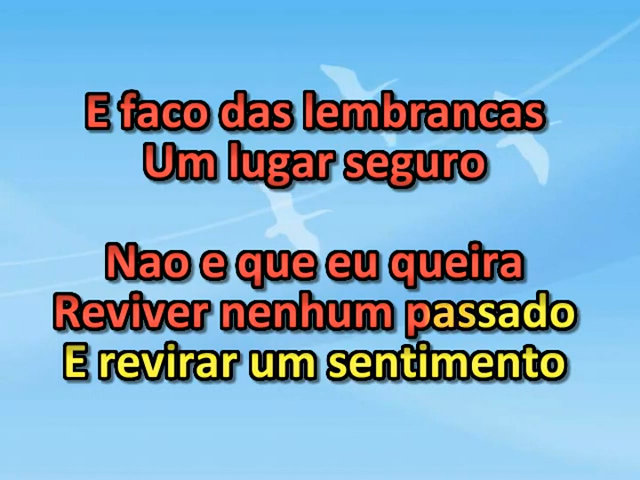 E faco das lembrancas
Um lugar seguro
Nao e que eu queira
Reviver nenhum passado
E revirar um sentimento